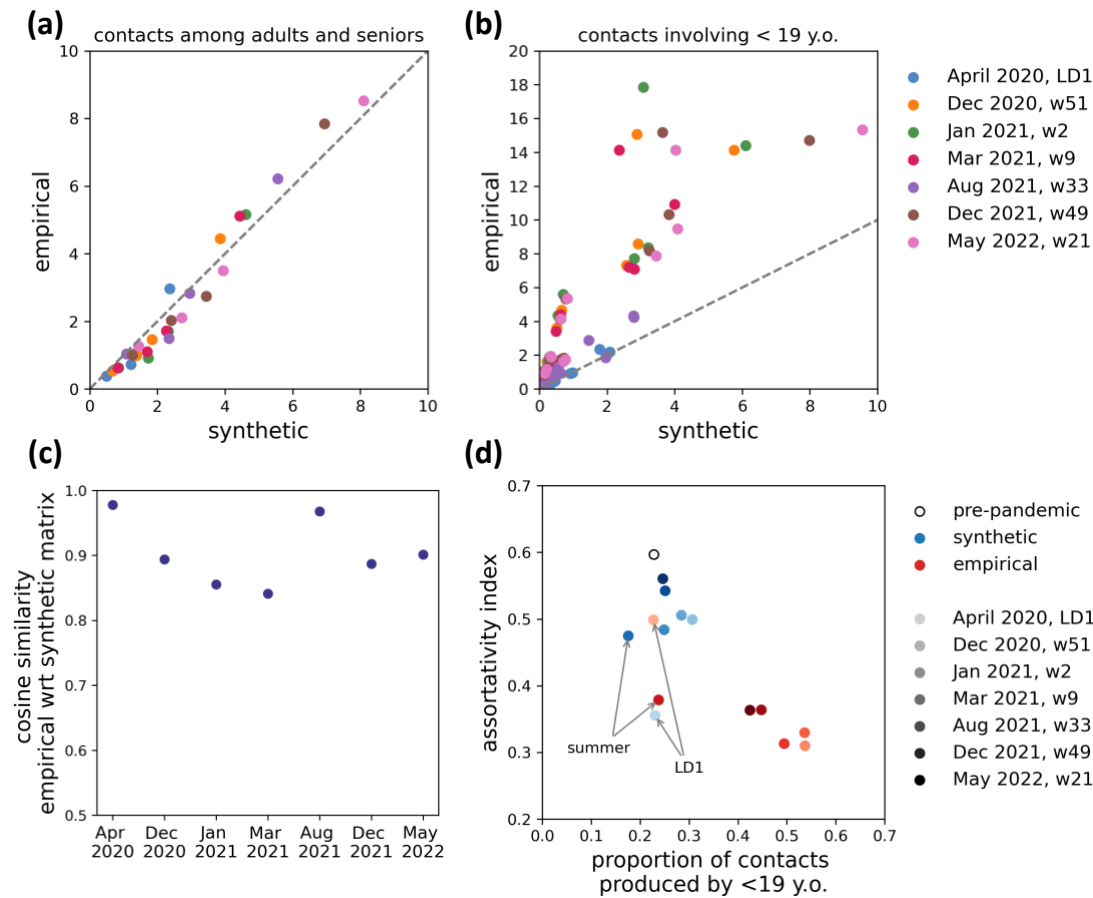 (a)
contacts among adults and seniors
10
8
6
4
2
0
empirical
0 2 4 6 8 10
synthetic
(b)
contacts involving < 19 y.o.
20
18
16
14
12
10
8
6
4
2
0
empirical
0 2 4 6 8 10
synthetic
April 2020, LD1
Dec 2020, w51
Jan 2021, w2
Mar 2021, w9
Aug 2021, w33
Dec 2021, w49
May 2022, w21
(c)
1.0
0.9
0.8
0.7
0.6
0.5
cosine similarity
empirical wrt synthetic matrix
Apr Dec Jan Mar Aug Dec May
2020 2020 2021 2021 2021 2021 2022
(d)
0.7
0.6
0.5
0.4
0.3
0.2
assortativity index
summer
LD1
0.0 0.1 0.2 0.3 0.4 0.5 0.6 0.7
proportion of contacts
produced by <19 y.o.
pre-pandemic
synthetic
empirical
April 2020, LD1
Dec 2020, w51
Jan 2021, w2
Mar 2021, w9
Aug 2021, w33
Dec 2021, w49
May 2022, w21